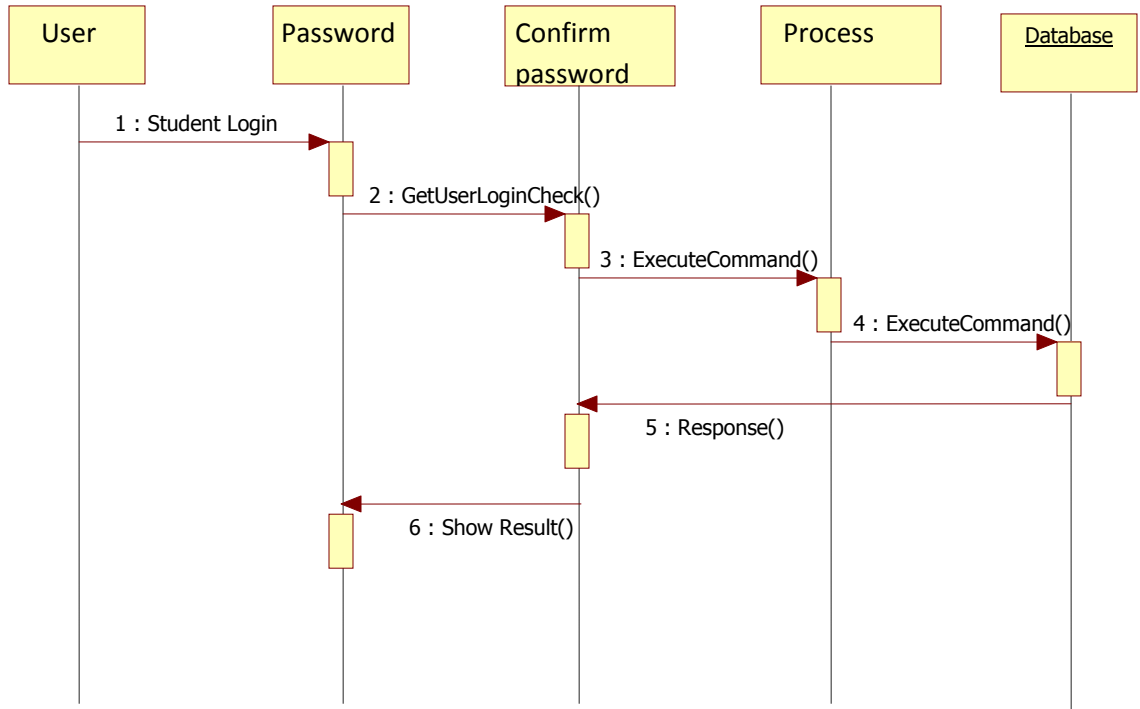 User
Password
Confirm
password
Process
Database
1 : Student Login
2 : GetUserLoginCheck()
3 : ExecuteCommand()
4 : ExecuteCommand()
5 : Response()
6 : Show Result()